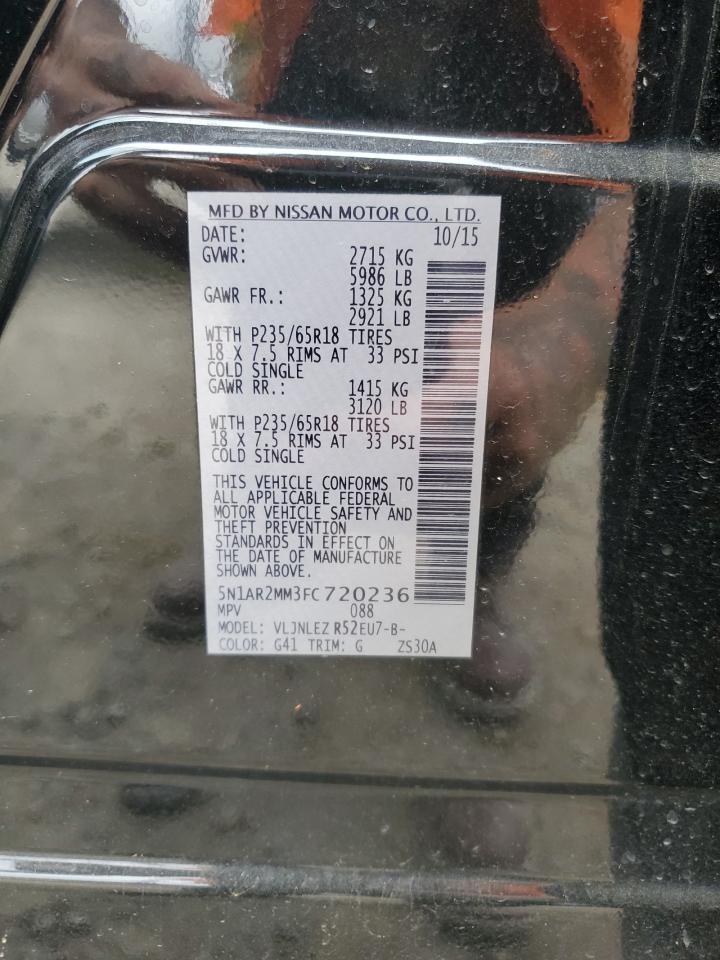 MFD BY NISSAN MOTOR CO., LTD.
DATE: 10/15
GVWR: 2715 KG
5986 LB
GAWR FR.: 1325 KG
2921 LB
WITH P235/65R18 TIRES
18 X 7.5 RIMS AT 33 PSI
COLD SINGLE
GAWR RR.: 1415 KG
3120 LB
WITH P235/65R18 TIRES
18 X 7.5 RIMS AT 33 PSI
COLD SINGLE
THIS VEHICLE CONFORMS TO
ALL APPLICABLE FEDERAL
MOTOR VEHICLE SAFETY AND
THEFT PREVENTION
STANDARDS IN EFFECT ON
THE DATE OF MANUFACTURE
SHOWN ABOVE.
5N1AR2MM3FC720236
MPV 088
MODEL: VLJNLEZ R52EU7-B-
COLOR: G41 TRIM: G ZS30A